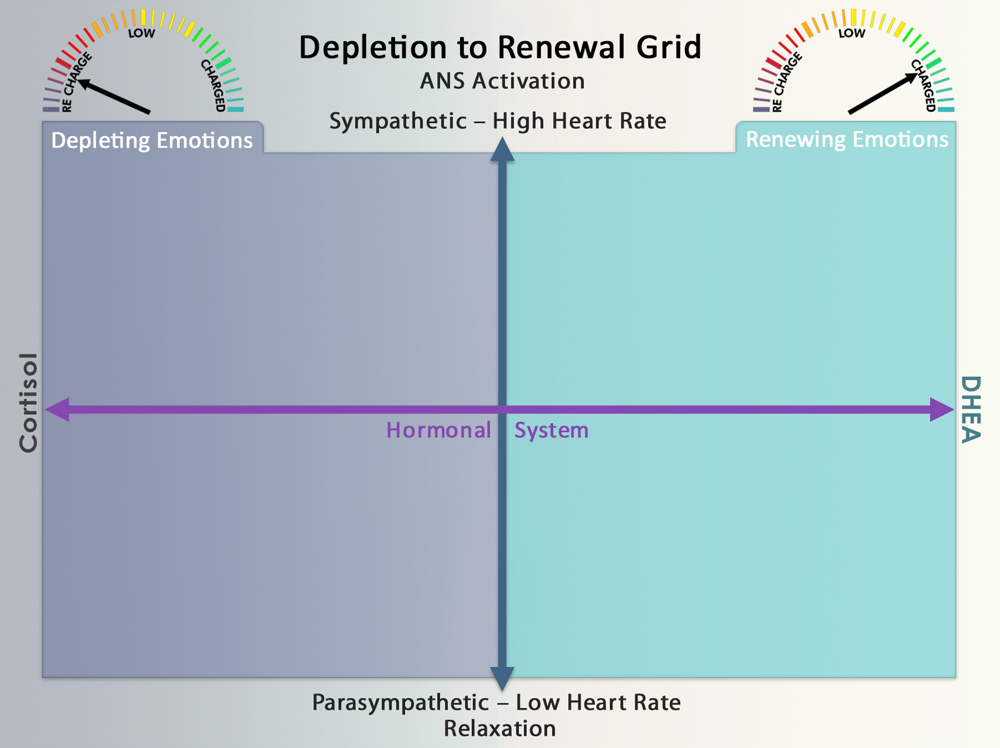 LOW
RE CHARGE
CHARGED
Depletion to Renewal Grid
ANS Activation
LOW
RE CHARGE
CHARGED
Sympathetic – High Heart Rate
Depleting Emotions
Renewing Emotions
Cortisol
DHEA
Hormonal System
Parasympathetic – Low Heart Rate
Relaxation